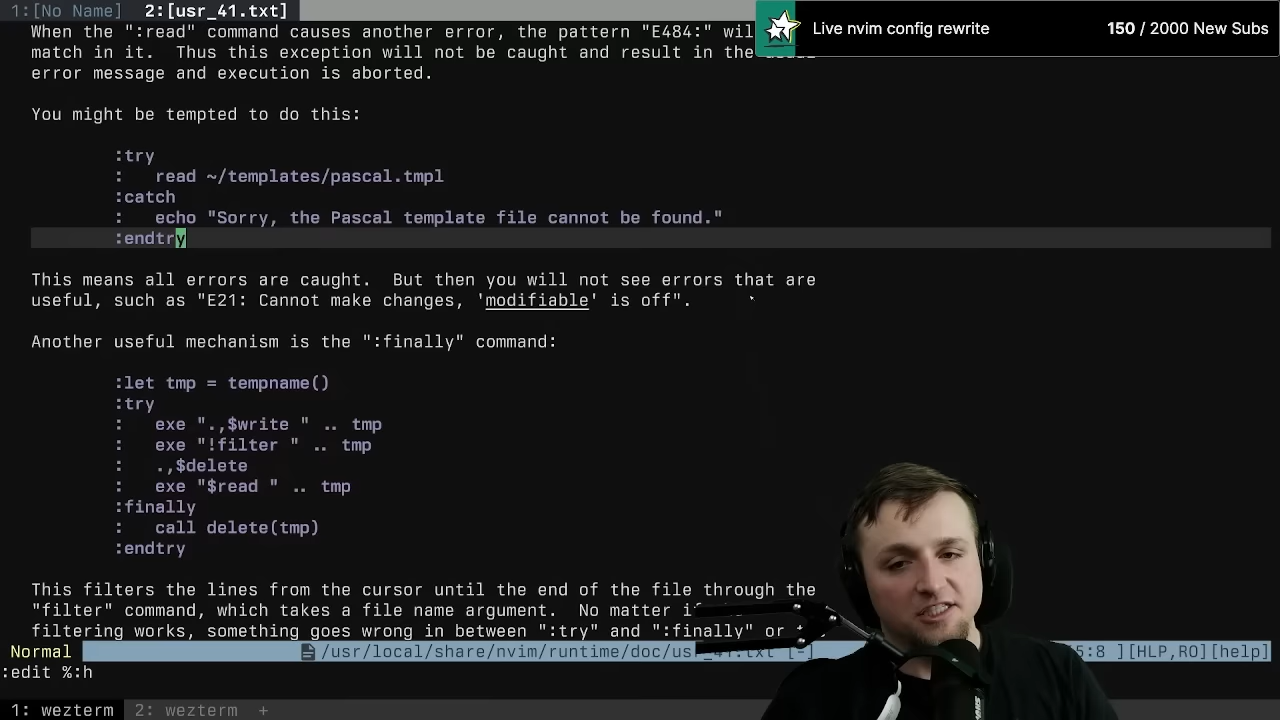 1:[No Name]  2:[usr_41.txt]
Live nvim config rewrite 150 / 2000 New Subs
When the ":read" command causes another error, the pattern "E484:"
match in it.  Thus this exception will not be caught and result in the
error message and execution is aborted.
You might be tempted to do this:
:try
:   read ~/templates/pascal.tmpl
:catch
:   echo "Sorry, the Pascal template file cannot be found."
:endtry
This means all errors are caught.  But then you will not see errors that are
useful, such as "E21: Cannot make changes, 'modifiable' is off".
Another useful mechanism is the ":finally" command:
:let tmp = tempname()
:try
:   exe ".,$write " .. tmp
:   exe "!filter " .. tmp
:   .,$delete
:   exe "$read " .. tmp
:finally
:   call delete(tmp)
:endtry
This filters the lines from the cursor until the end of the file through the
"filter" command, which takes a file name argument.  No matter
filtering works, something goes wrong in between ":try" and ":finally" or
Normal /usr/local/share/nvim/runtime/doc/usr_41.txt [-] 5:8 ][HLP,RO][help]
:edit %:h
1: wezterm  2: wezterm  +